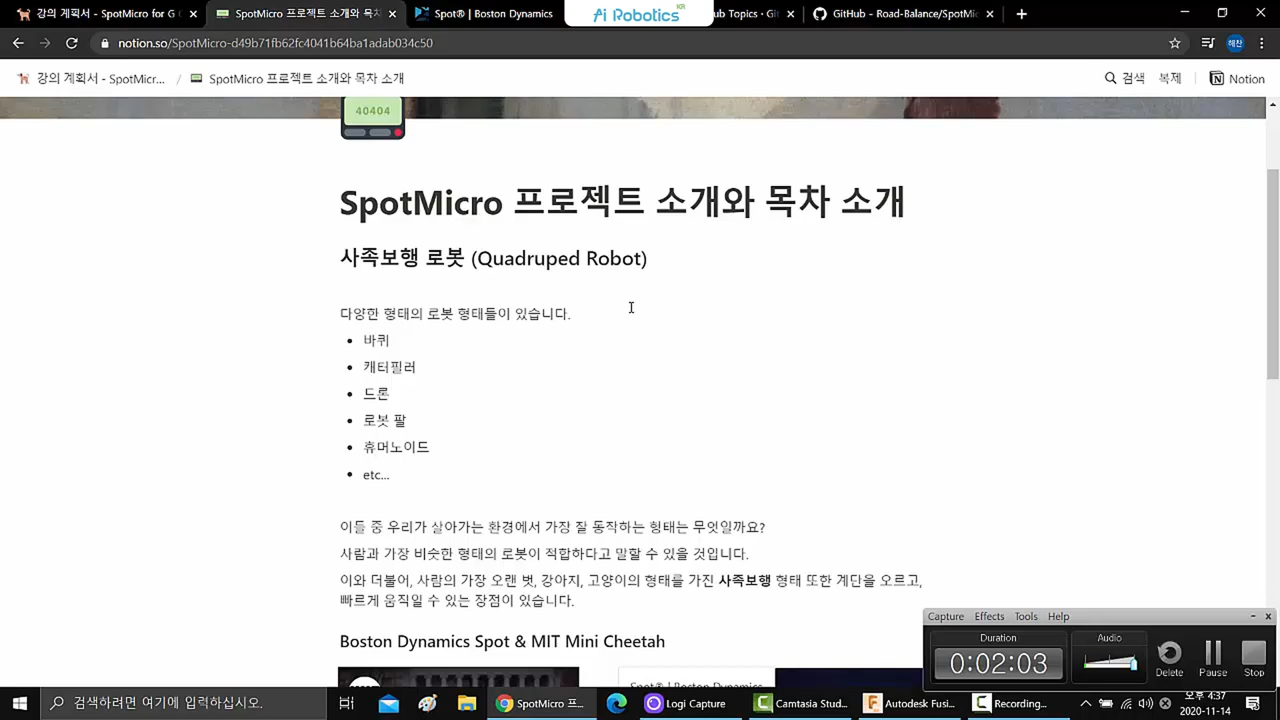 강의 계획서 - SpotMicro for G
SpotMicro 프로젝트 소개와 목차
Spot® | Boston Dynamics
Ai Robotics KR
ub Topics · Git
GitHub - Road-Balance/SpotMic
notion.so/SpotMicro-d49b71fb62fc4041b64ba1adab034c50
해찬
강의 계획서 - SpotMicr... / SpotMicro 프로젝트 소개와 목차 소개
검색 복제 Notion
40404
SpotMicro 프로젝트 소개와 목차 소개
사족보행 로봇 (Quadruped Robot)
다양한 형태의 로봇 형태들이 있습니다.
• 바퀴
• 캐터필러
• 드론
• 로봇 팔
• 휴머노이드
• etc...
이들 중 우리가 살아가는 환경에서 가장 잘 동작하는 형태는 무엇일까요?
사람과 가장 비슷한 형태의 로봇이 적합하다고 말할 수 있을 것입니다.
이와 더불어, 사람의 가장 오랜 벗, 강아지, 고양이의 형태를 가진 사족보행 형태 또한 계단을 오르고,
빠르게 움직일 수 있는 장점이 있습니다.
Boston Dynamics Spot & MIT Mini Cheetah
Spot® | Boston Dynamics
Capture Effects Tools Help
Duration
0:02:03
Audio
Delete Pause Stop
검색하려면 여기에 입력하십시오.
SpotMicro 프...
Logi Capture
Camtasia Stud...
Autodesk Fusi...
Recording...
오후 4:37
2020-11-14